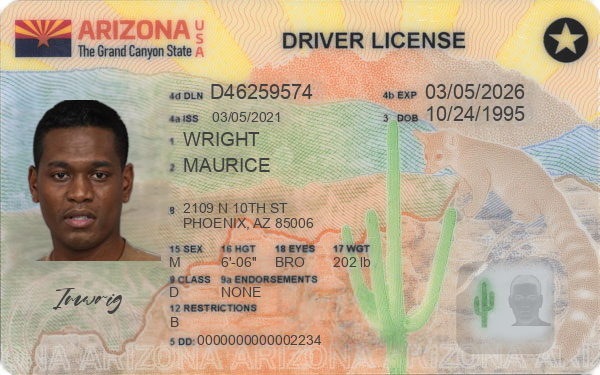 ARIZONA USA
The Grand Canyon State
DRIVER LICENSE
4d DLN D46259574 4b EXP 03/05/2026
4a ISS 03/05/2021 3 DOB 10/24/1995
1 WRIGHT
2 MAURICE
8 2109 N 10TH ST
PHOENIX, AZ 85006
15 SEX 16 HGT 18 EYES 17 WGT
M 6'-06" BRO 202 lb
9 CLASS 9a ENDORSEMENTS
D NONE
12 RESTRICTIONS
B
5 DD: 0000000000002234
ARIZONA ARIZONA ARIZONA